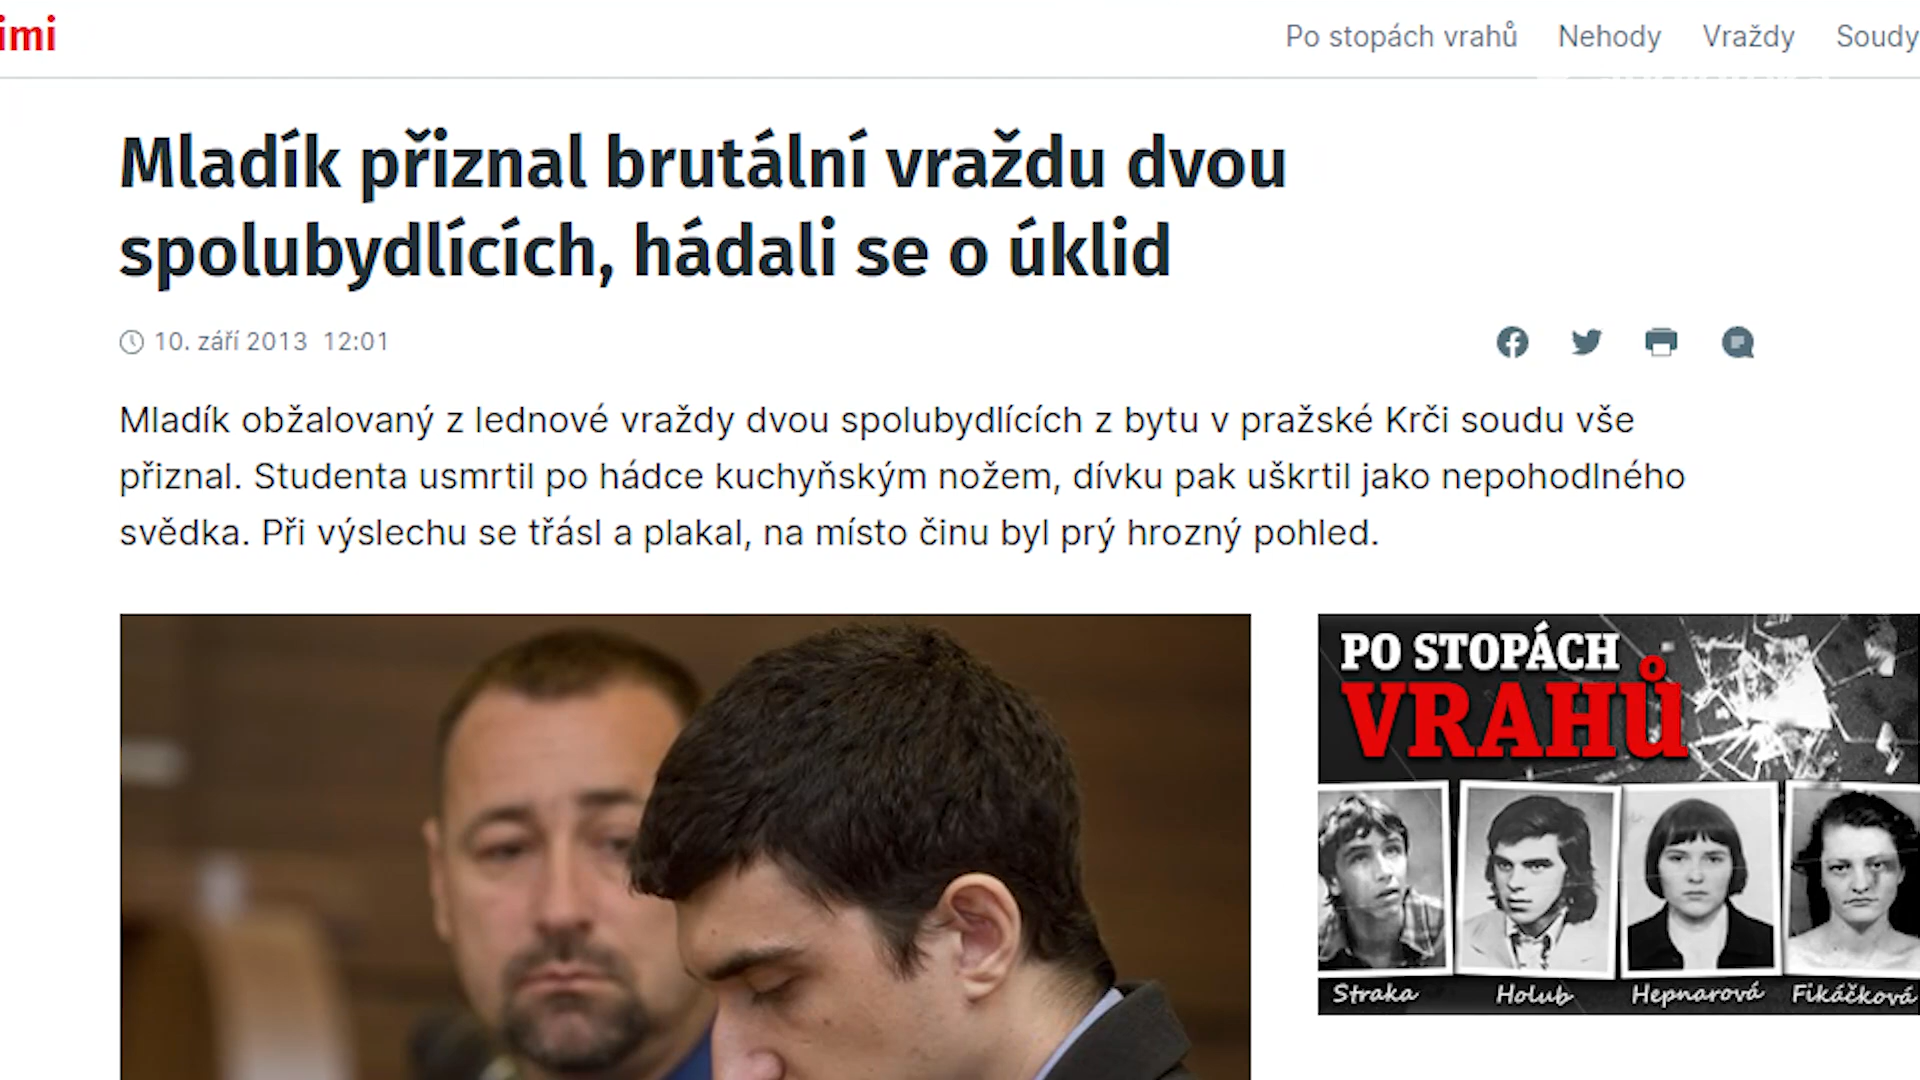 imi
Po stopách vrahů Nehody Vraždy Soudy
Mladík přiznal brutální vraždu dvou
spolubydlících, hádali se o úklid
10. září 2013 12:01
Mladík obžalovaný z lednové vraždy dvou spolubydlících z bytu v pražské Krči soudu vše
přiznal. Studenta usmrtil po hádce kuchyňským nožem, dívku pak uškrtil jako nepohodlného
svědka. Při výslechu se třásl a plakal, na místo činu byl prý hrozný pohled.
PO STOPÁCH
VRAHŮ
Straka Holub Hepnarová Fikáčková